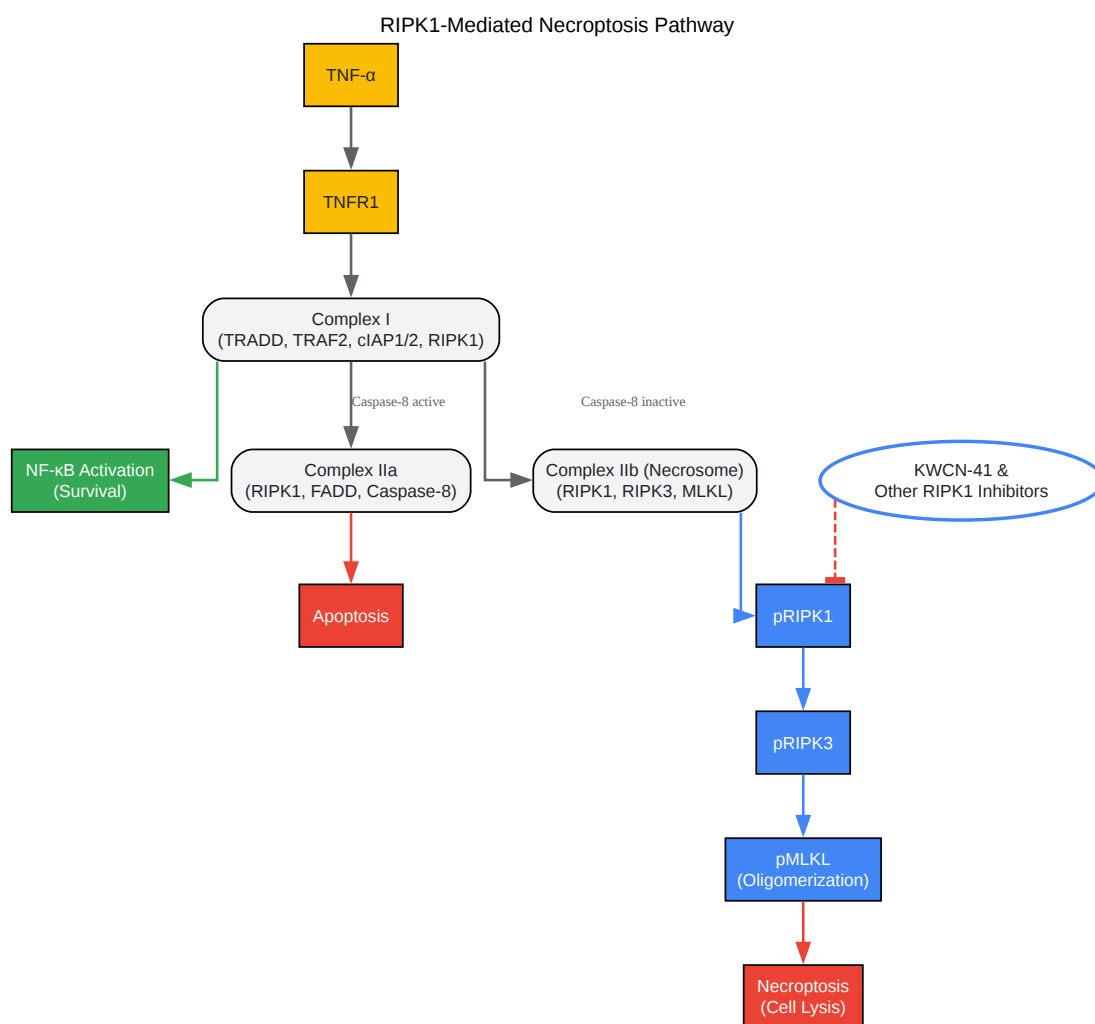 RIPK1-Mediated Necroptosis Pathway
TNF-α
TNFR1
Complex I
(TRADD, TRAF2, cIAP1/2, RIPK1)
Caspase-8 active
Caspase-8 inactive
NF-κB Activation
(Survival)
Complex IIa
(RIPK1, FADD, Caspase-8)
Complex IIb (Necrosome)
(RIPK1, RIPK3, MLKL)
KWCN-41 &
Other RIPK1 Inhibitors
Apoptosis
pRIPK1
pRIPK3
pMLKL
(Oligomerization)
Necroptosis
(Cell Lysis)